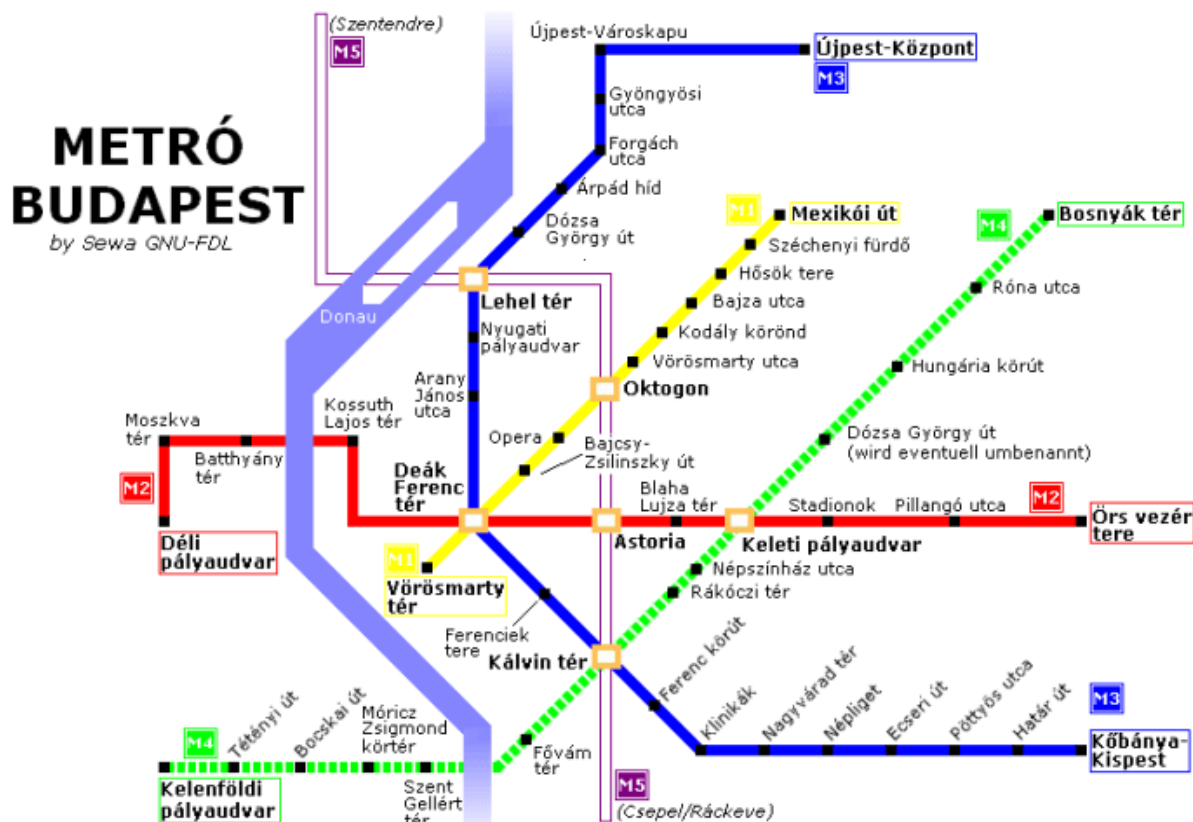 (Szentendre)
M5
Újpest-Városkapu
Újpest-Központ
M3
Gyöngyösi
utca
METRÓ
BUDAPEST
by Sewa GNU-FDL
Forgách
utca
Árpád híd
Dózsa
György út
M1
Mexikói út
M4
Bosnyák tér
Széchenyi fürdő
Hősök tere
Bajza utca
Kodály körönd
Vörösmarty utca
Róna utca
Lehel tér
Donau
Nyugati
pályaudvar
Hungária körút
Arany
János
utca
Oktogon
Moszkva
tér
Kossuth
Lajos tér
Batthyány
tér
Opera
Bajcsy-
Zsilinszky út
Dózsa György út
(wird eventuell umbenannt)
Deák
Ferenc
tér
M2
Blaha
Lujza tér
Stadionok
Pillangó utca
M2
Déli
pályaudvar
Astoria
Keleti pályaudvar
Örs vezér
tere
M1
Vörösmarty
tér
Népszínház utca
Rákóczi tér
Ferenciek
tere
Kálvin tér
Ferenc körút
Klinikák
Nagyvárad tér
Népliget
Ecseri út
Pöttyös utca
Határ út
M3
Kőbánya-
Kispest
M4
Tétényi út
Bocskai út
Móricz
Zsigmond
körtér
Fővám
tér
Kelenföldi
pályaudvar
Szent
Gellért
tér
M5
(Csepel/Ráckeve)